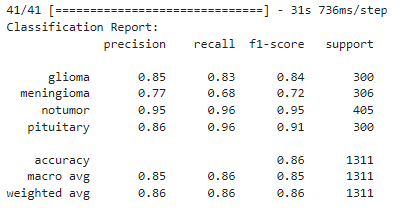 41/41 [==============================] - 31s 736ms/step
Classification Report:
precision recall f1-score support
glioma 0.85 0.83 0.84 300
meningioma 0.77 0.68 0.72 306
notumor 0.95 0.96 0.95 405
pituitary 0.86 0.96 0.91 300
accuracy 0.86 1311
macro avg 0.85 0.86 0.85 1311
weighted avg 0.86 0.86 0.86 1311